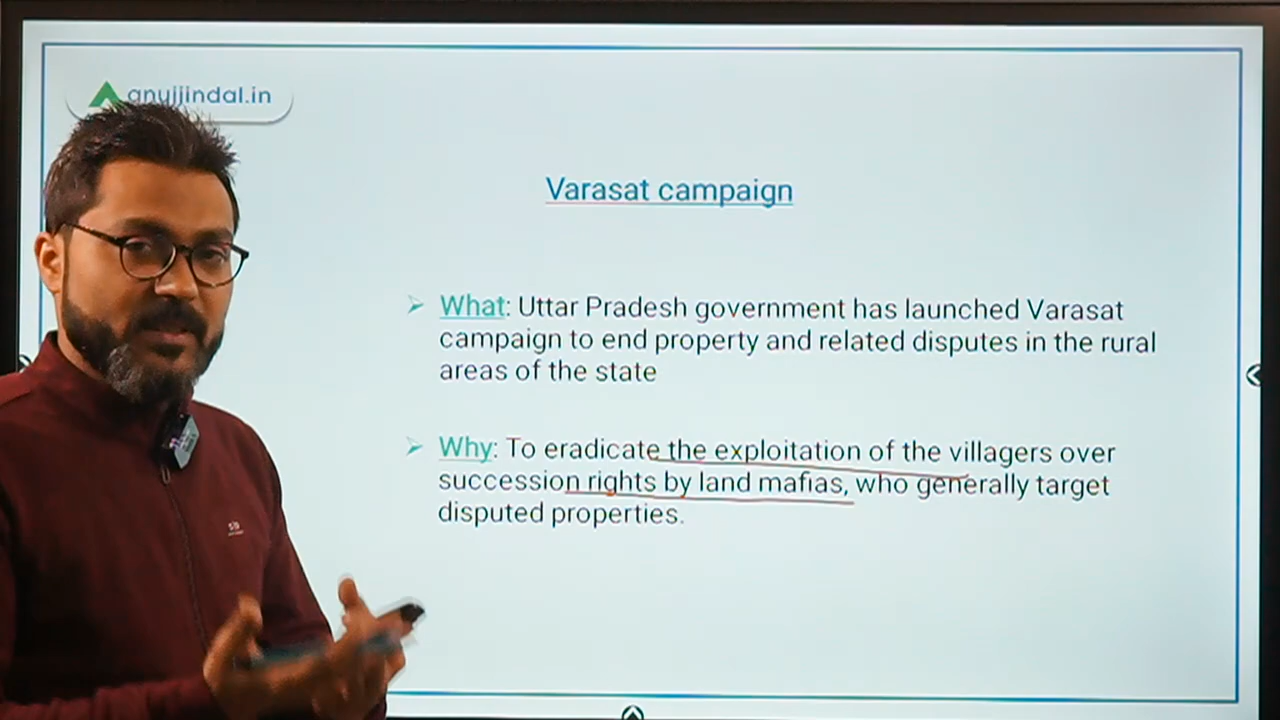 anujjindal.in
Varasat campaign
➢ What: Uttar Pradesh government has launched Varasat
campaign to end property and related disputes in the rural
areas of the state
➢ Why: To eradicate the exploitation of the villagers over
succession rights by land mafias, who generally target
disputed properties.